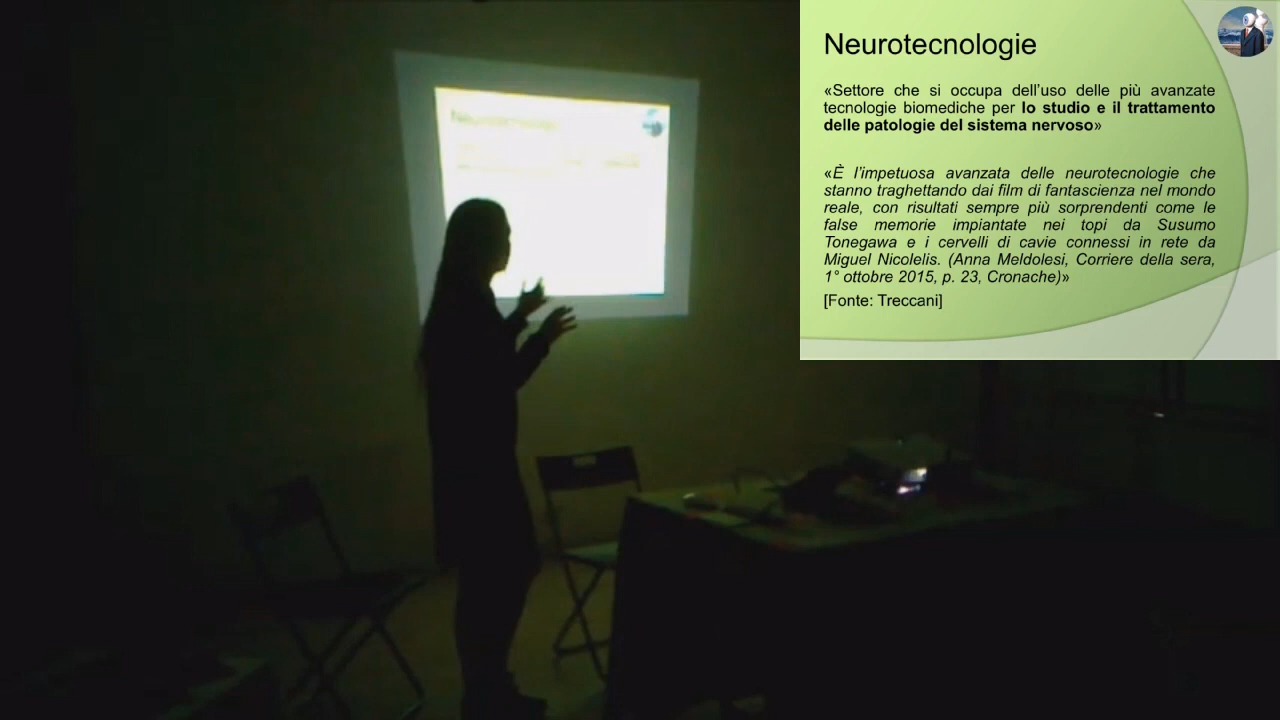 Neurotecnologie
«Settore che si occupa dell'uso delle più avanzate
tecnologie biomediche per lo studio e il trattamento
delle patologie del sistema nervoso»
«È l'impetuosa avanzata delle neurotecnologie che
stanno traghettando dai film di fantascienza nel mondo
reale, con risultati sempre più sorprendenti come le
false memorie impiantate nei topi da Susumo
Tonegawa e i cervelli di cavie connessi in rete da
Miguel Nicolelis. (Anna Meldolesi, Corriere della sera,
1° ottobre 2015, p. 23, Cronache)»
[Fonte: Treccani]
Neurotecnologie